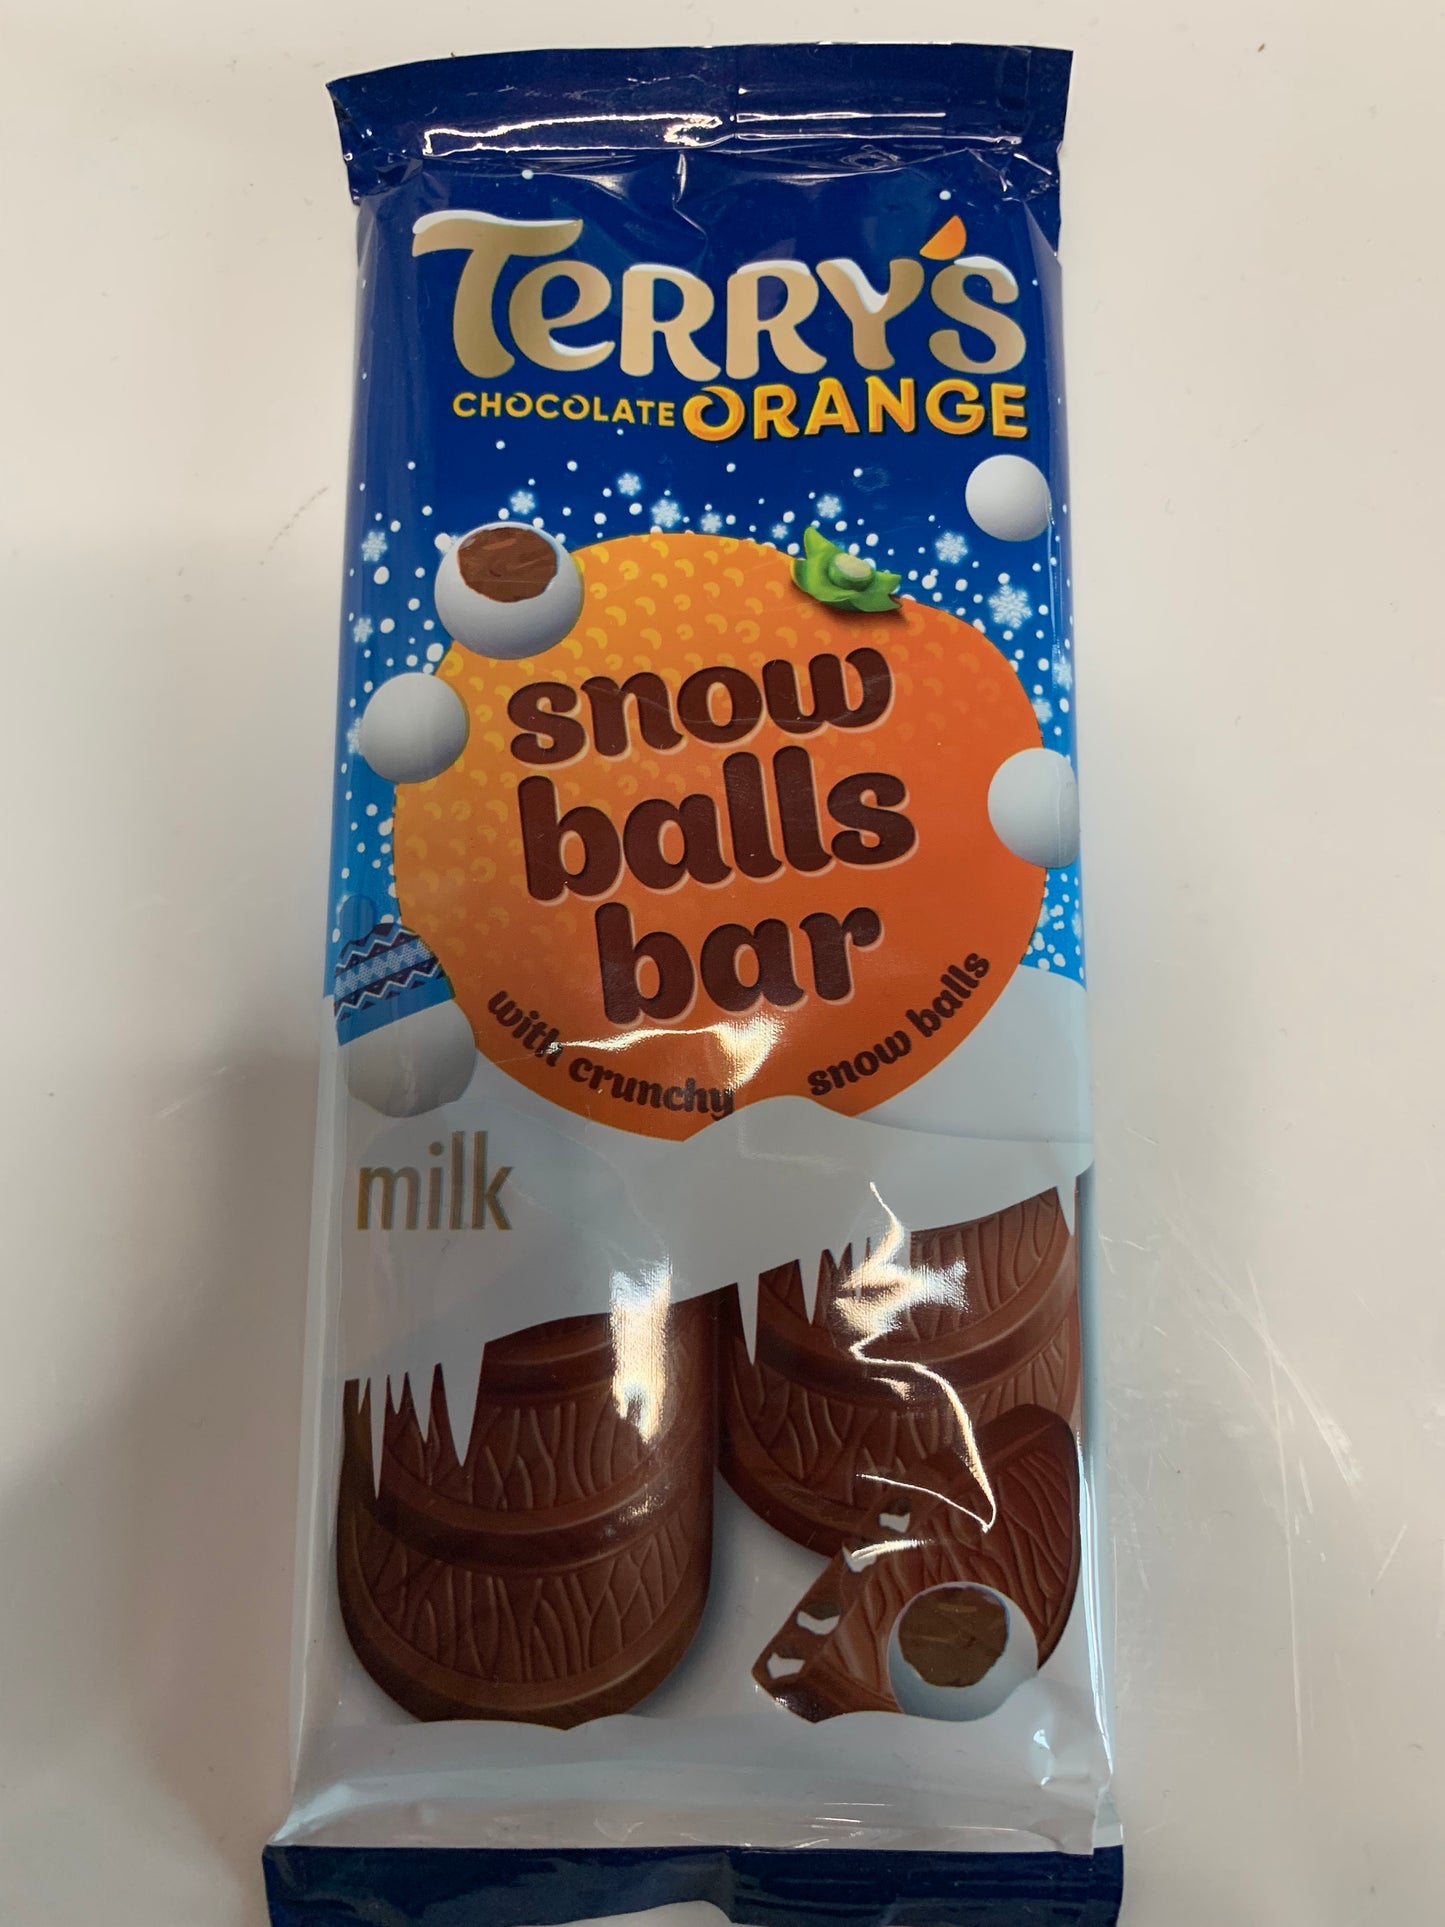 TERRY'S
CHOCOLATE ORANGE
snow
balls
bar
with crunchy snow balls
milk